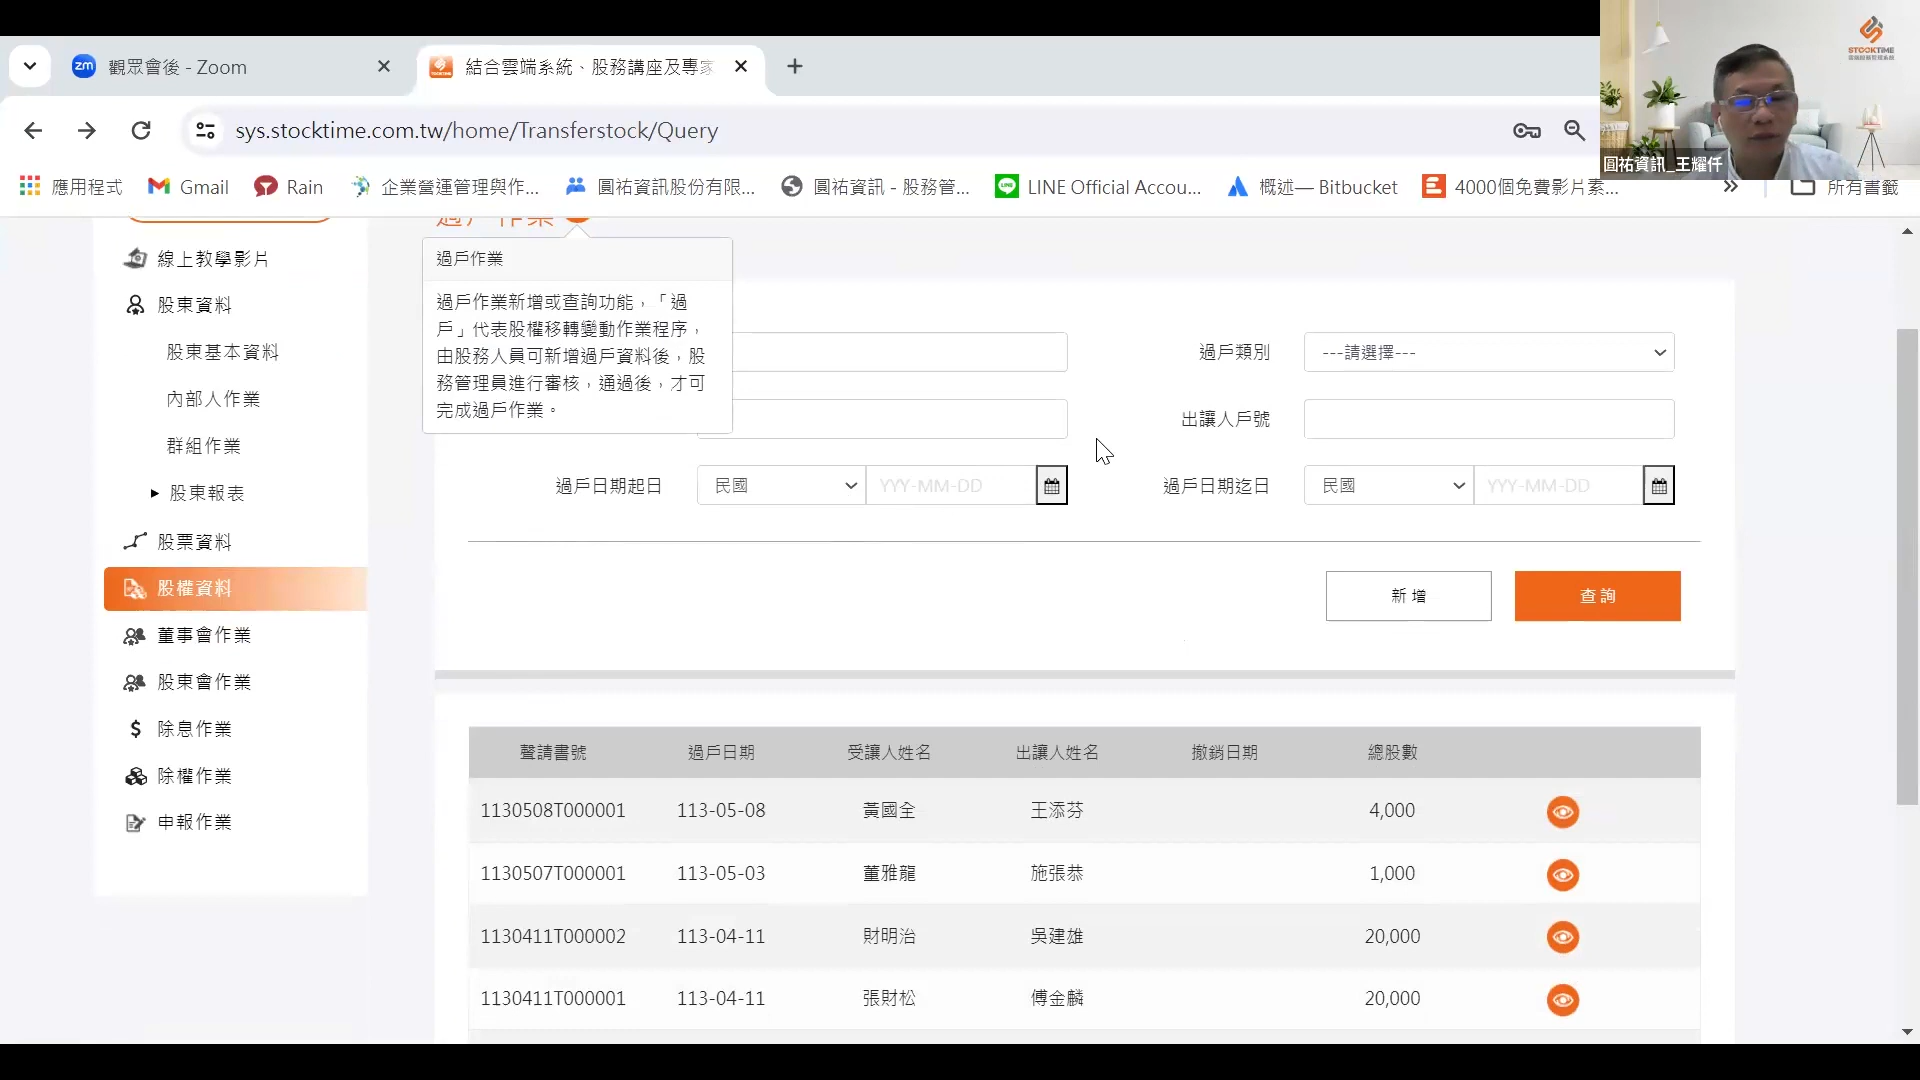 觀眾會後 - Zoom
結合雲端系統、股務講座及專家
sys.stocktime.com.tw/home/Transferstock/Query
應用程式
Gmail
Rain
企業營運管理與作...
圓祐資訊股份有限...
圓祐資訊 - 股務管...
LINE Official Accou...
概述— Bitbucket
4000個免費影片素...
所有書籤
STOCKTIME
圓祐資訊_王耀仟
過戶作業
線上教學影片
股東資料
股東基本資料
內部人作業
群組作業
股東報表
股票資料
股權資料
董事會作業
股東會作業
除息作業
除權作業
申報作業
過戶作業
過戶作業新增或查詢功能，「過
戶」代表股權移轉變動作業程序，
由股務人員可新增過戶資料後，股
務管理員進行審核，通過後，才可
完成過戶作業。
過戶類別 ---請選擇---
出讓人戶號
過戶日期起日 民國 YYY-MM-DD 過戶日期迄日 民國 YYY-MM-DD
新增 查詢
聲請書號 過戶日期 受讓人姓名 出讓人姓名 撤銷日期 總股數
1130508T000001 113-05-08 黃國全 王添芬 4,000
1130507T000001 113-05-03 董雅龍 施張恭 1,000
1130411T000002 113-04-11 財明治 吳建雄 20,000
1130411T000001 113-04-11 張財松 傅金麟 20,000